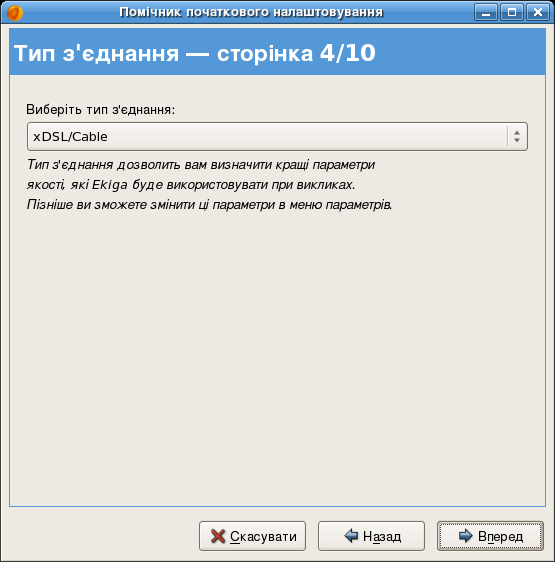 Помічник початкового налаштовування
Тип з'єднання — сторінка 4/10
Виберіть тип з'єднання:
xDSL/Cable
Тип з'єднання дозволить вам визначити кращі параметри
якості, які Ekiga буде використовувати при викликах.
Пізніше ви зможете змінити ці параметри в меню параметрів.
Скасувати
Назад
Вперед